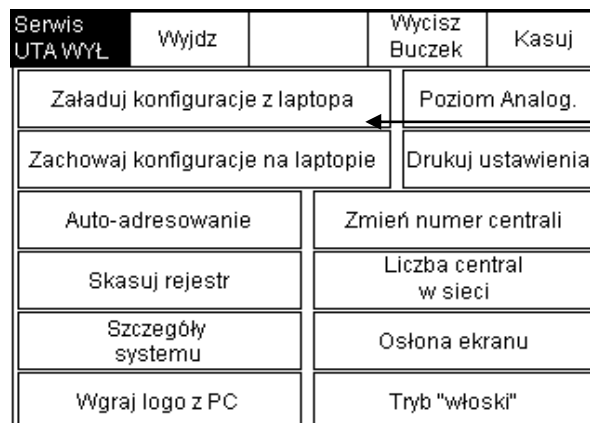 Serwis
UTA WYŁ
Wyjdz
Wycisz
Buczek
Kasuj
Załaduj konfiguracje z laptopa
Poziom Analog.
Zachowaj konfiguracje na laptopie
Drukuj ustawienia
Auto-adresowanie
Zmień numer centrali
Skasuj rejestr
Liczba central
w sieci
Szczegóły
systemu
Osłona ekranu
Wgraj logo z PC
Tryb "włoski"